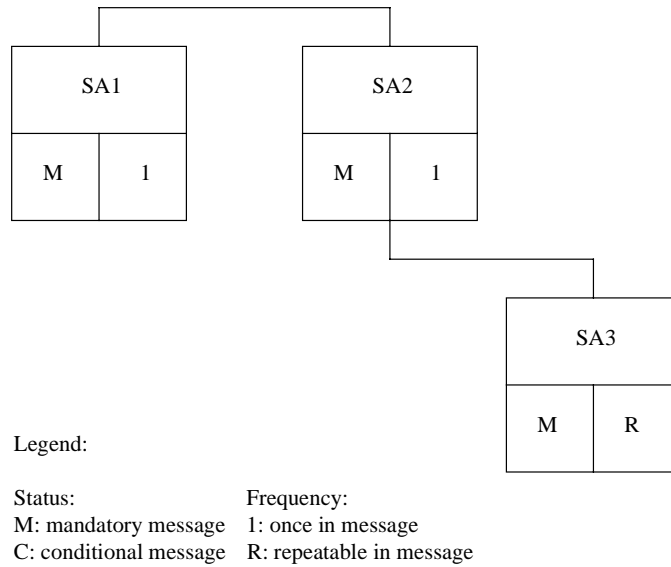 SA1 SA2
M 1 M 1
SA3
M R
Legend:
Status: Frequency:
M: mandatory message 1: once in message
C: conditional message R: repeatable in message